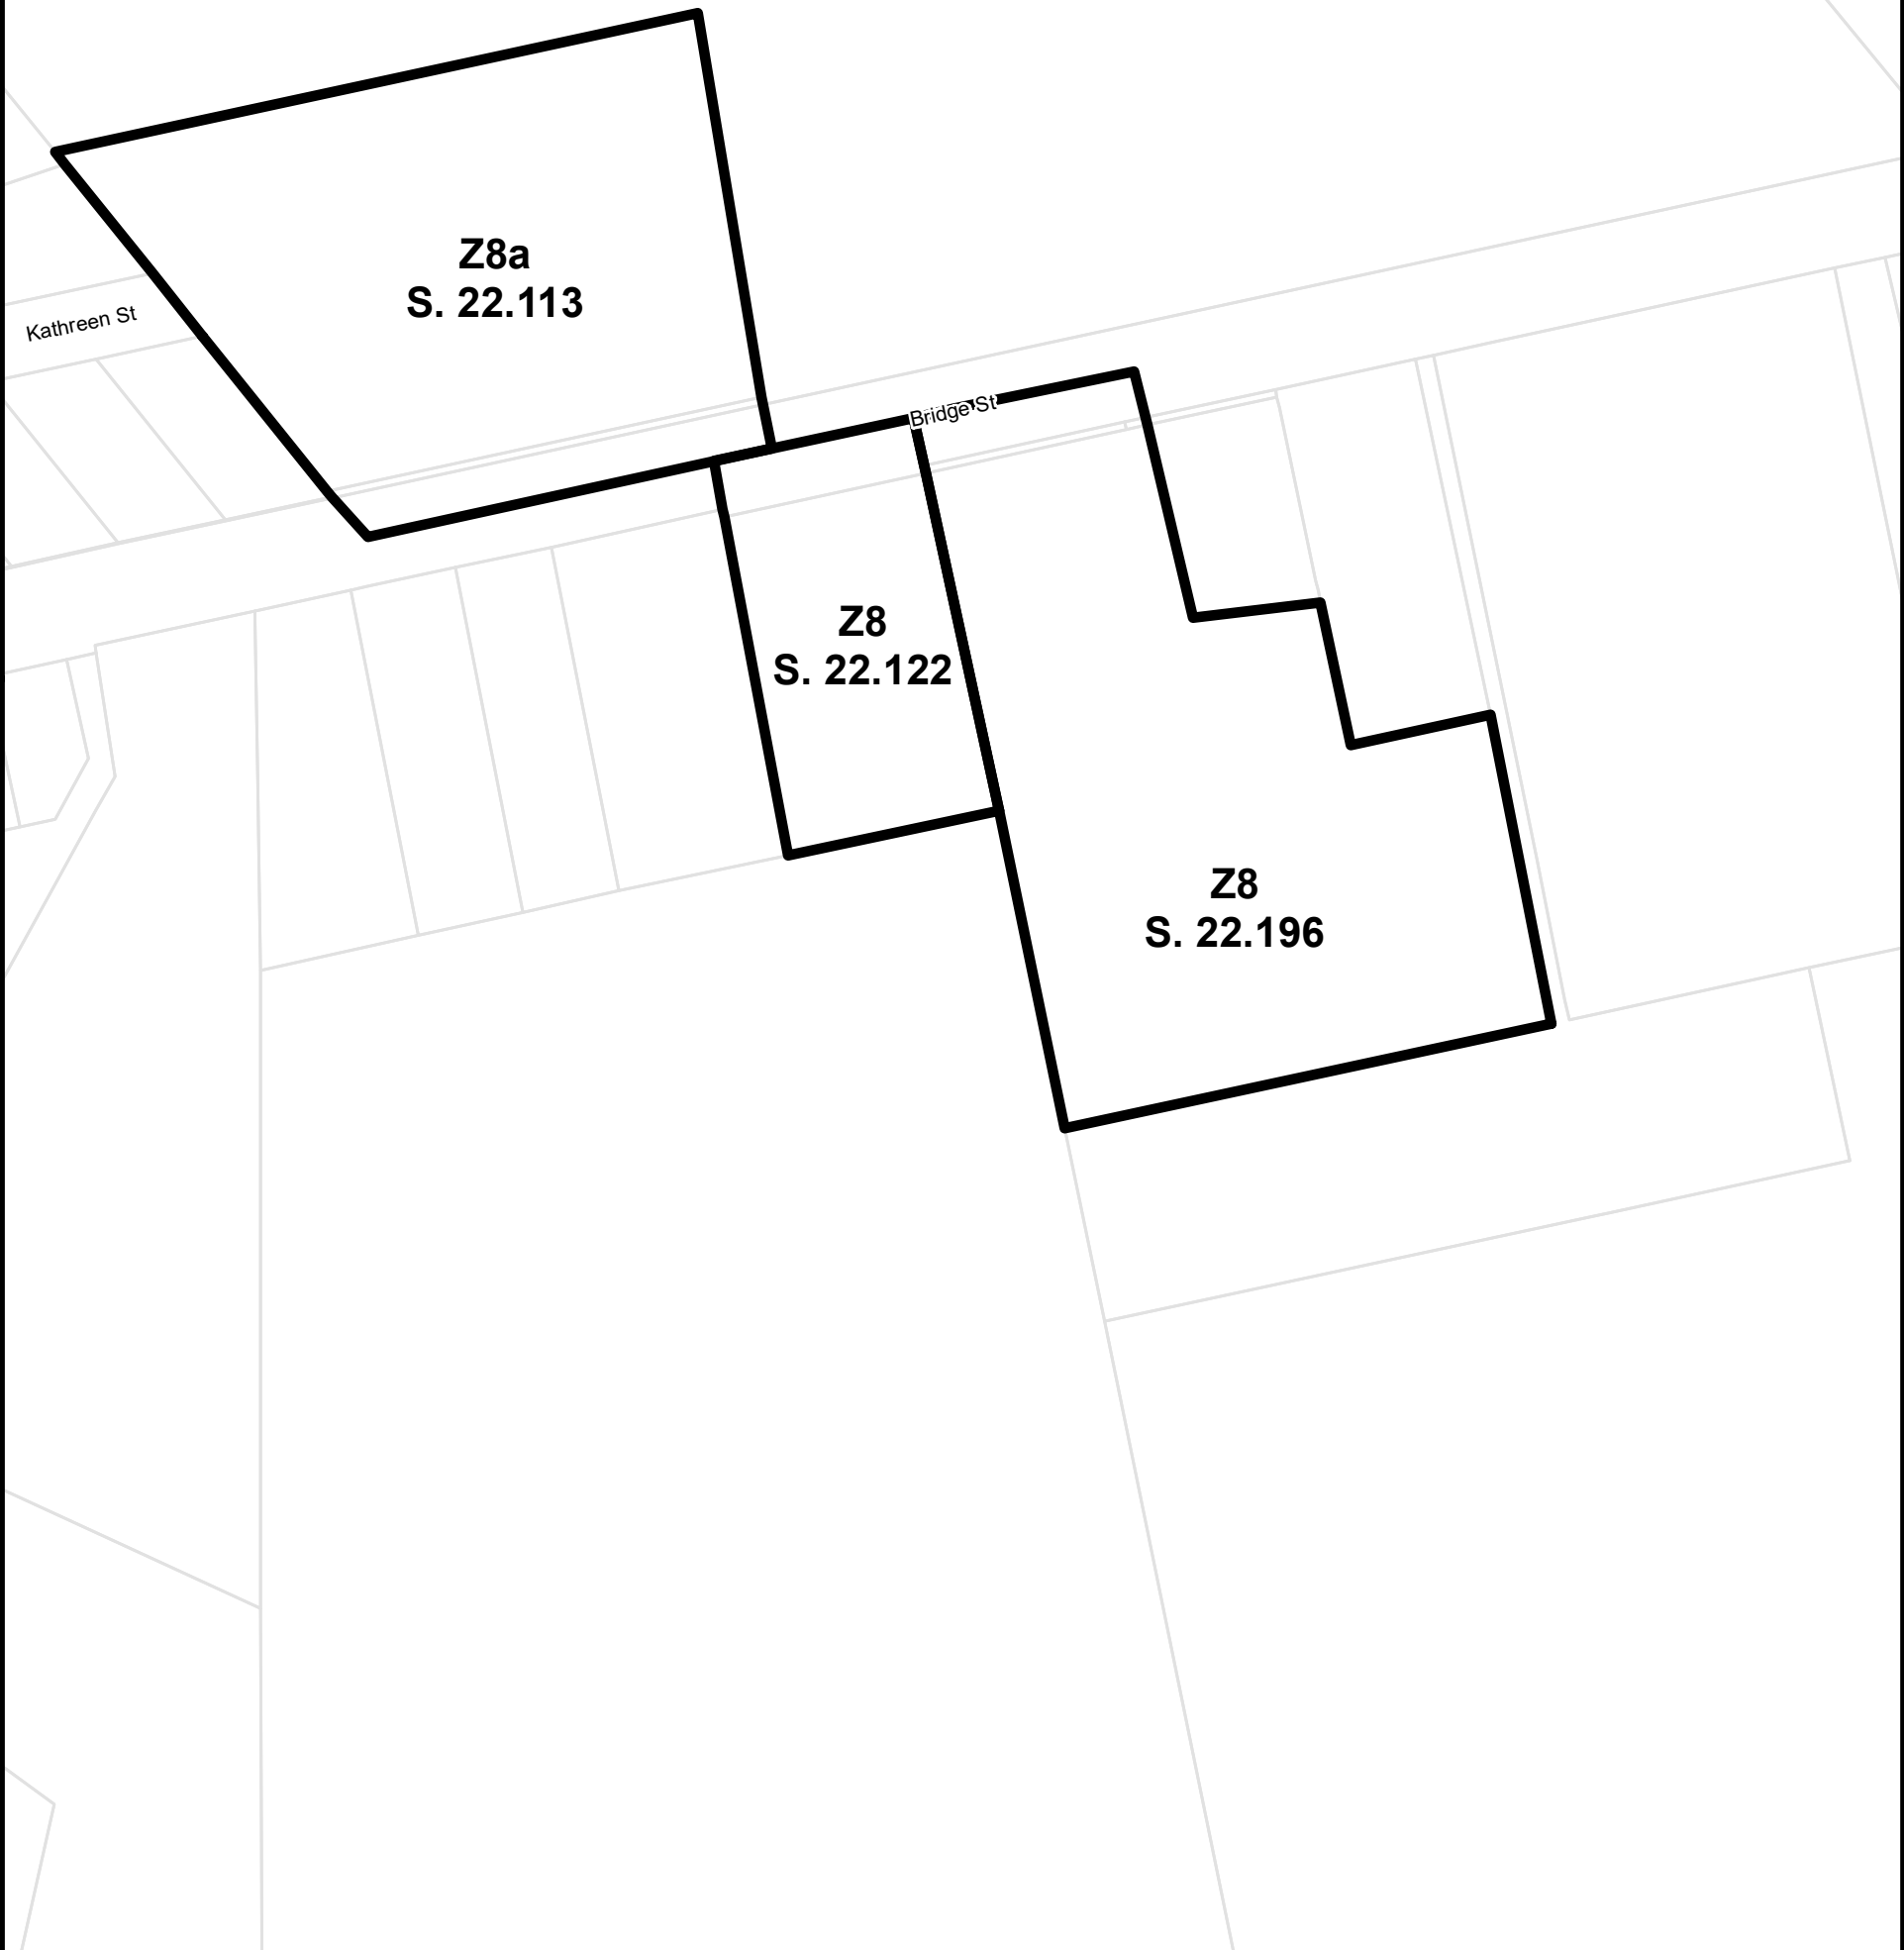 Z8a
S. 22.113
Kathreen St
Bridge St
Z8
S. 22.122
Z8
S. 22.196